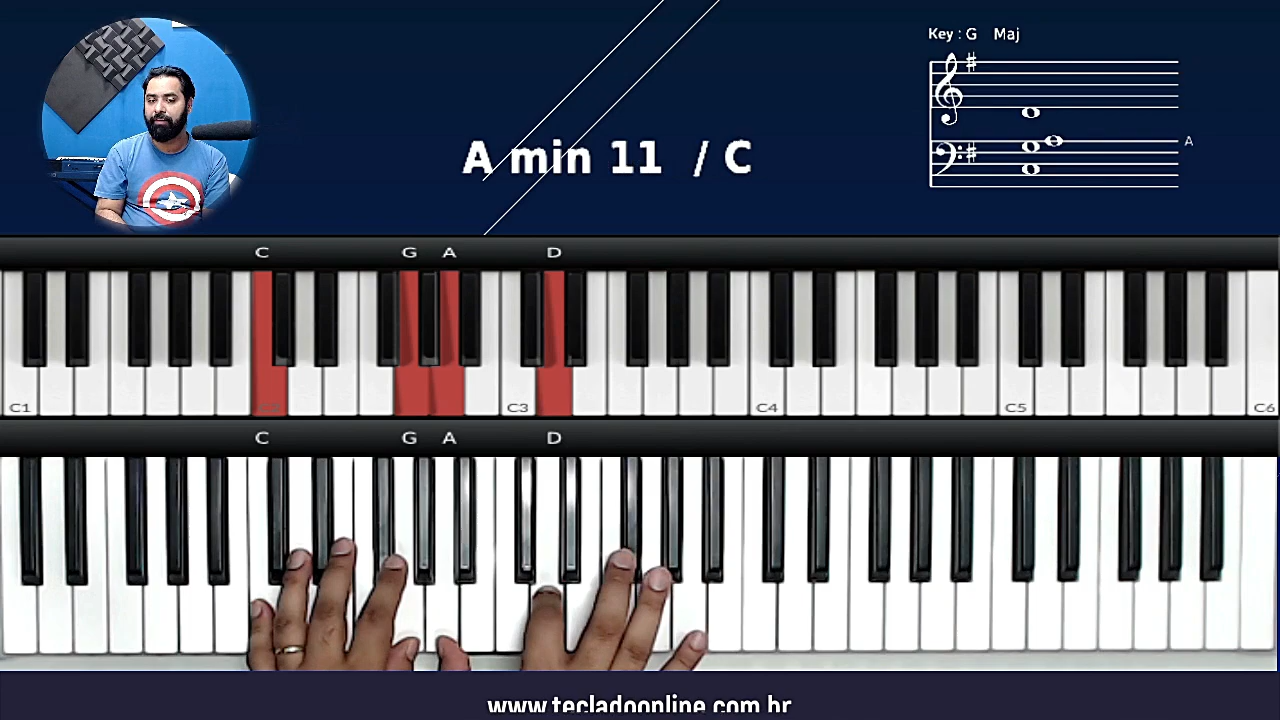 Key : G Maj
A min 11 / C
A
C G A D
C1 C3 C4 C5 C6
C G A D
www.tecladoonline.com.br